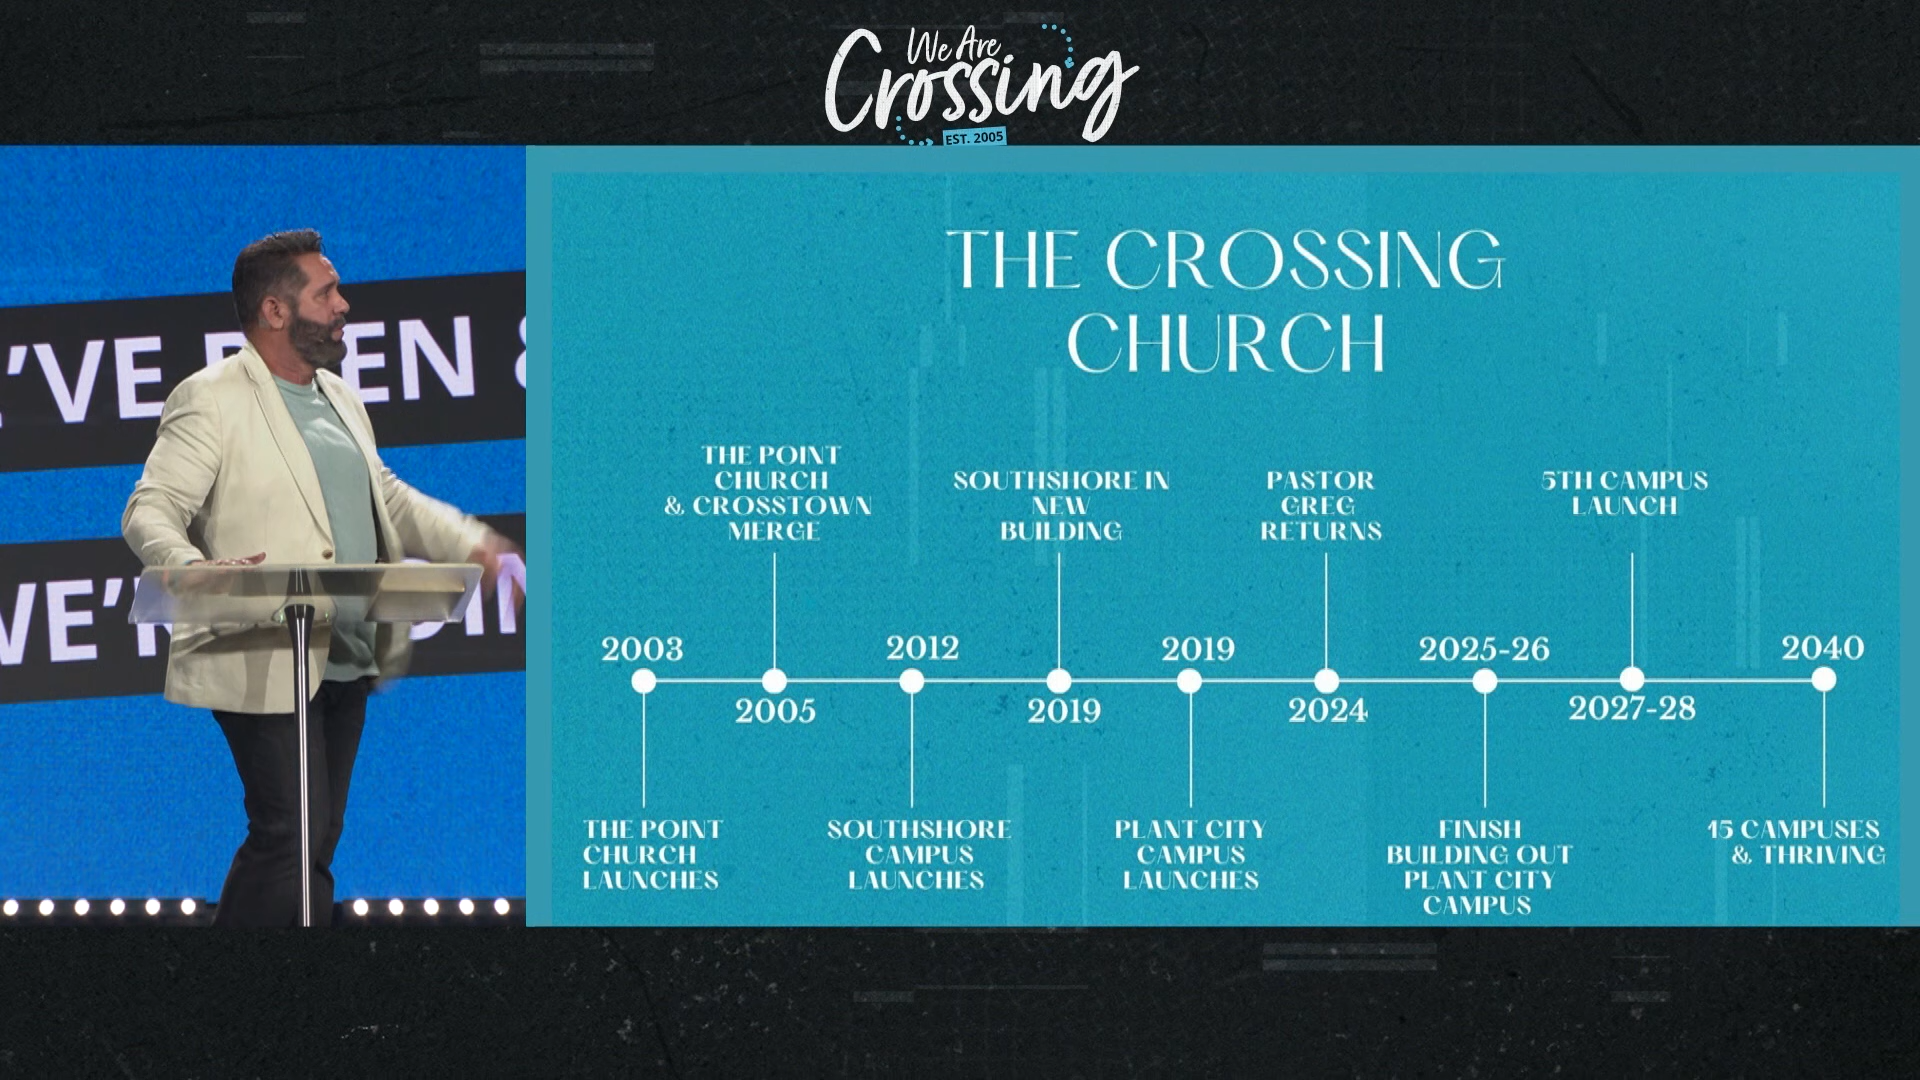 We Are
Crossing
EST. 2005
'VE
EN &
THE CROSSING
CHURCH
THE POINT
CHURCH
& CROSSTOWN
MERGE
SOUTHSHORE IN
NEW
BUILDING
PASTOR
GREG
RETURNS
5TH CAMPUS
LAUNCH
2003
2012
2019
2025-26
2040
2005
2019
2024
2027-28
THE POINT
CHURCH
LAUNCHES
SOUTHSHORE
CAMPUS
LAUNCHES
PLANT CITY
CAMPUS
LAUNCHES
FINISH
BUILDING OUT
PLANT CITY
CAMPUS
15 CAMPUSES
& THRIVING